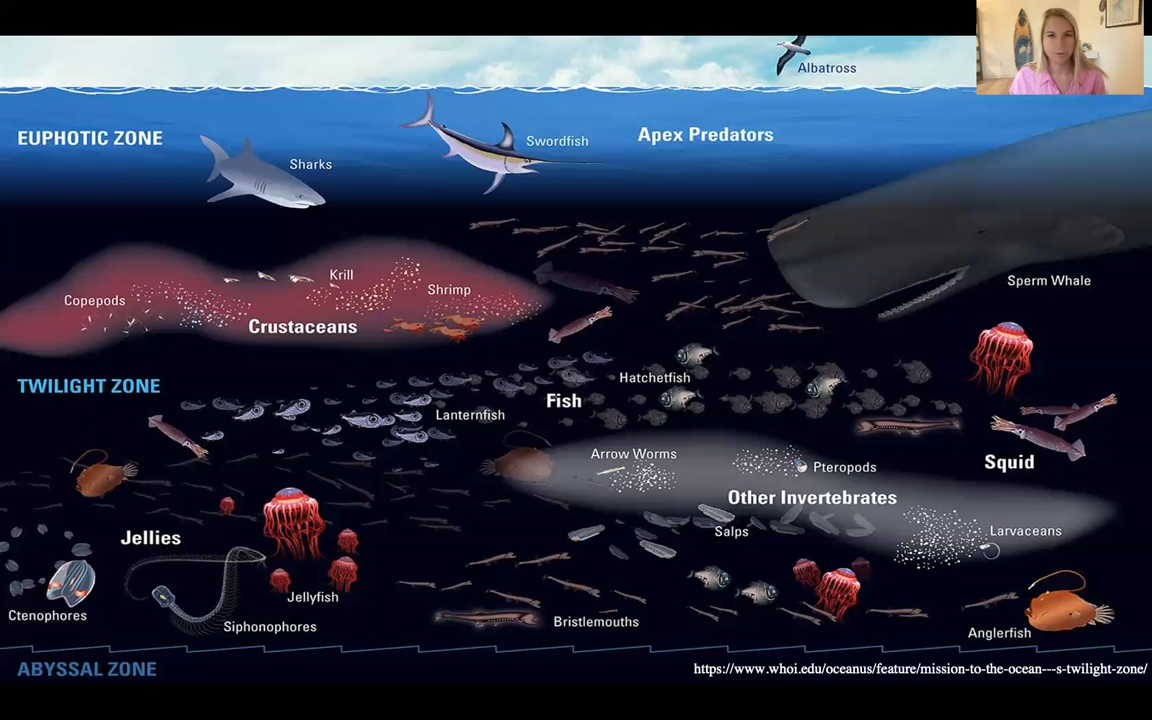 Albatross
EUPHOTIC ZONE
Swordfish
Apex Predators
Sharks
Krill
Sperm Whale
Copepods
Shrimp
Crustaceans
TWILIGHT ZONE
Hatchetfish
Fish
Lanternfish
Arrow Worms
Pteropods
Squid
Other Invertebrates
Salps
Larvaceans
Jellies
Jellyfish
Ctenophores
Siphonophores
Bristlemouths
Anglerfish
ABYSSAL ZONE
https://www.whoi.edu/oceanus/feature/mission-to-the-ocean---s-twilight-zone/